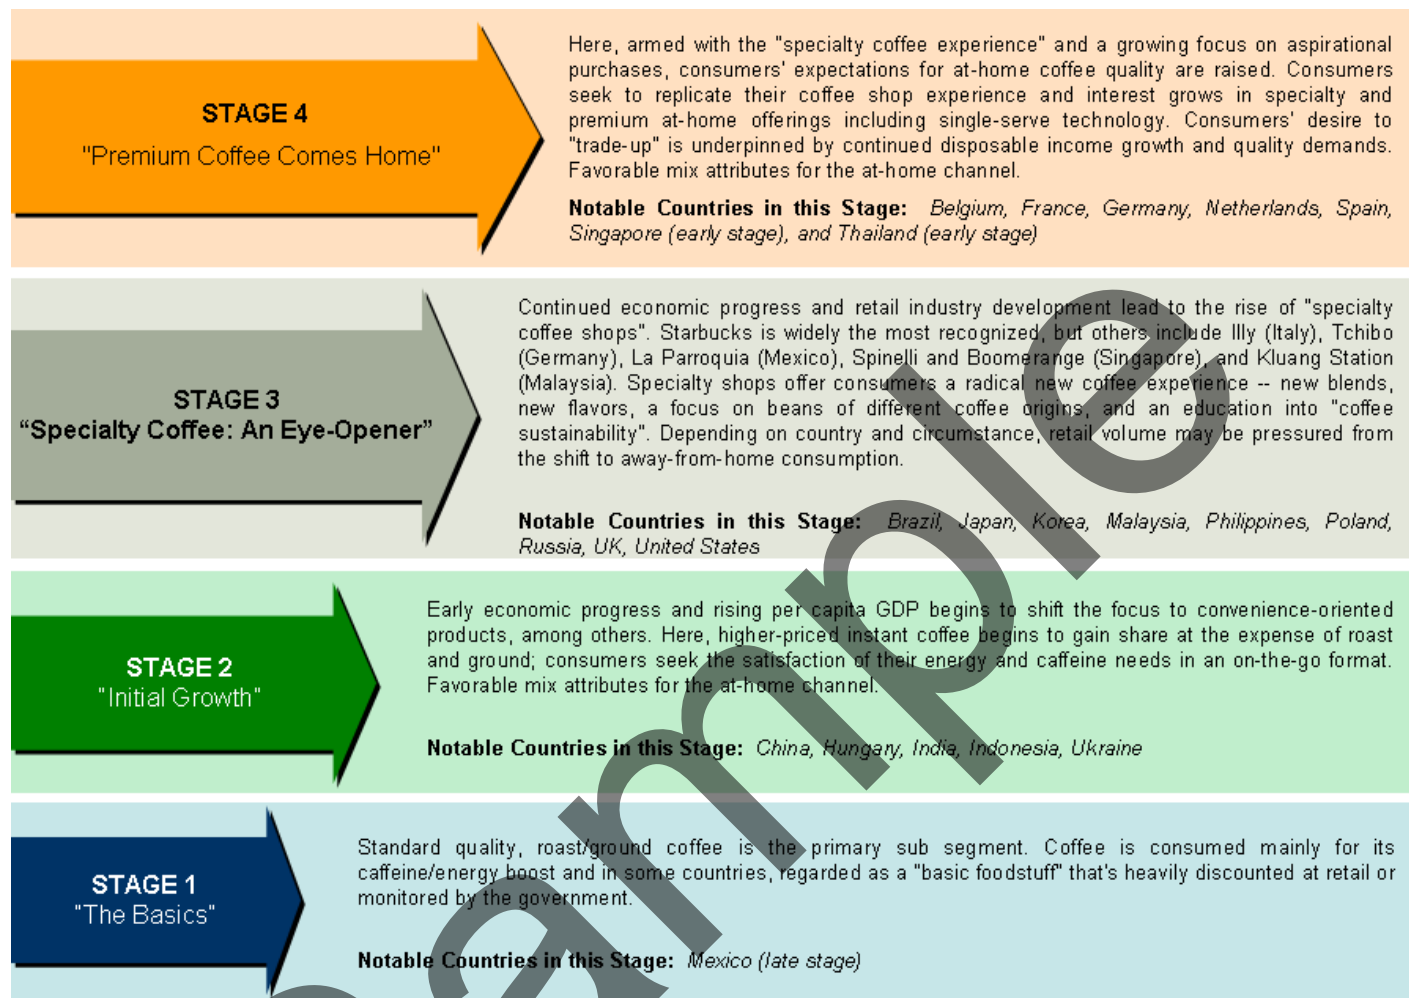 STAGE 4
"Premium Coffee Comes Home"
Here, armed with the "specialty coffee experience" and a growing focus on aspirational
purchases, consumers' expectations for at-home coffee quality are raised. Consumers
seek to replicate their coffee shop experience and interest grows in specialty and
premium at-home offerings including single-serve technology. Consumers' desire to
"trade-up" is underpinned by continued disposable income growth and quality demands.
Favorable mix attributes for the at-home channel.
Notable Countries in this Stage: Belgium, France, Germany, Netherlands, Spain,
Singapore (early stage), and Thailand (early stage)
STAGE 3
“Specialty Coffee: An Eye-Opener”
Continued economic progress and retail industry development lead to the rise of "specialty
coffee shops". Starbucks is widely the most recognized, but others include Illy (Italy), Tchibo
(Germany), La Parroquia (Mexico), Spinelli and Boomerange (Singapore), and Kluang Station
(Malaysia). Specialty shops offer consumers a radical new coffee experience -- new blends,
new flavors, a focus on beans of different coffee origins, and an education into "coffee
sustainability". Depending on country and circumstance, retail volume may be pressured from
the shift to away-from-home consumption.
Notable Countries in this Stage: Brazil, Japan, Korea, Malaysia, Philippines, Poland,
Russia, UK, United States
STAGE 2
"Initial Growth"
Early economic progress and rising per capita GDP begins to shift the focus to convenience-oriented
products, among others. Here, higher-priced instant coffee begins to gain share at the expense of roast
and ground; consumers seek the satisfaction of their energy and caffeine needs in an on-the-go format.
Favorable mix attributes for the at-home channel.
Notable Countries in this Stage: China, Hungary, India, Indonesia, Ukraine
STAGE 1
"The Basics"
Standard quality, roast/ground coffee is the primary sub segment. Coffee is consumed mainly for its
caffeine/energy boost and in some countries, regarded as a "basic foodstuff" that's heavily discounted at retail or
monitored by the government.
Notable Countries in this Stage: Mexico (late stage)
ample